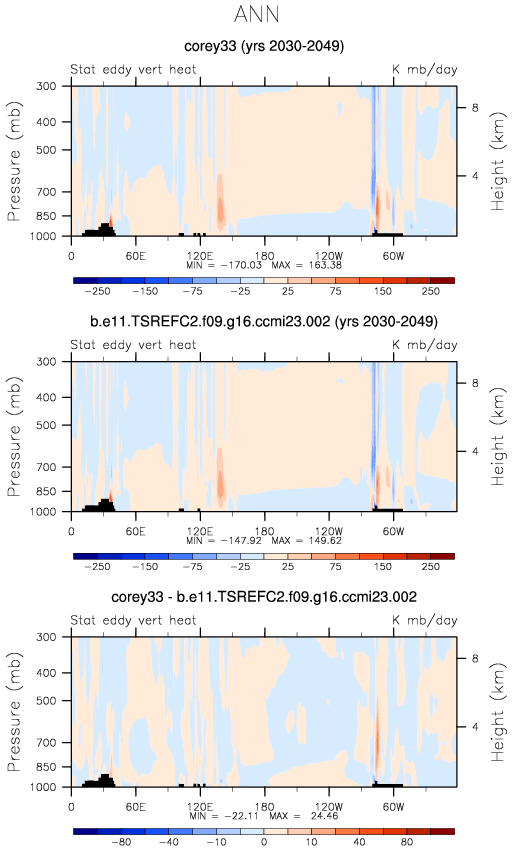 ANN
corey33 (yrs 2030-2049)
Stat eddy vert heat K mb/day
300
400
500
700
850
1000
Pressure (mb)
8
4
Height (km)
0 60E 120E 180 120W 60W
MIN = -170.03 MAX = 163.38
-250 -150 -75 -25 25 75 150 250
b.e11.TSREFC2.f09.g16.ccmi23.002 (yrs 2030-2049)
Stat eddy vert heat K mb/day
300
400
500
700
850
1000
Pressure (mb)
8
4
Height (km)
0 60E 120E 180 120W 60W
MIN = -147.92 MAX = 149.62
-250 -150 -75 -25 25 75 150 250
corey33 - b.e11.TSREFC2.f09.g16.ccmi23.002
Stat eddy vert heat K mb/day
300
400
500
700
850
1000
Pressure (mb)
8
4
Height (km)
0 60E 120E 180 120W 60W
MIN = -22.11 MAX = 24.46
-80 -40 -10 0 10 40 80